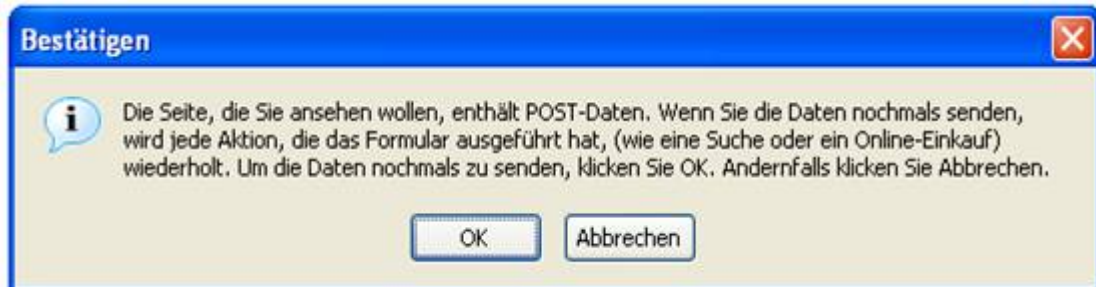 Bestätigen
Die Seite, die Sie ansehen wollen, enthält POST-Daten. Wenn Sie die Daten nochmals senden,
wird jede Aktion, die das Formular ausgeführt hat, (wie eine Suche oder ein Online-Einkauf)
wiederholt. Um die Daten nochmals zu senden, klicken Sie OK. Andernfalls klicken Sie Abbrechen.
OK Abbrechen